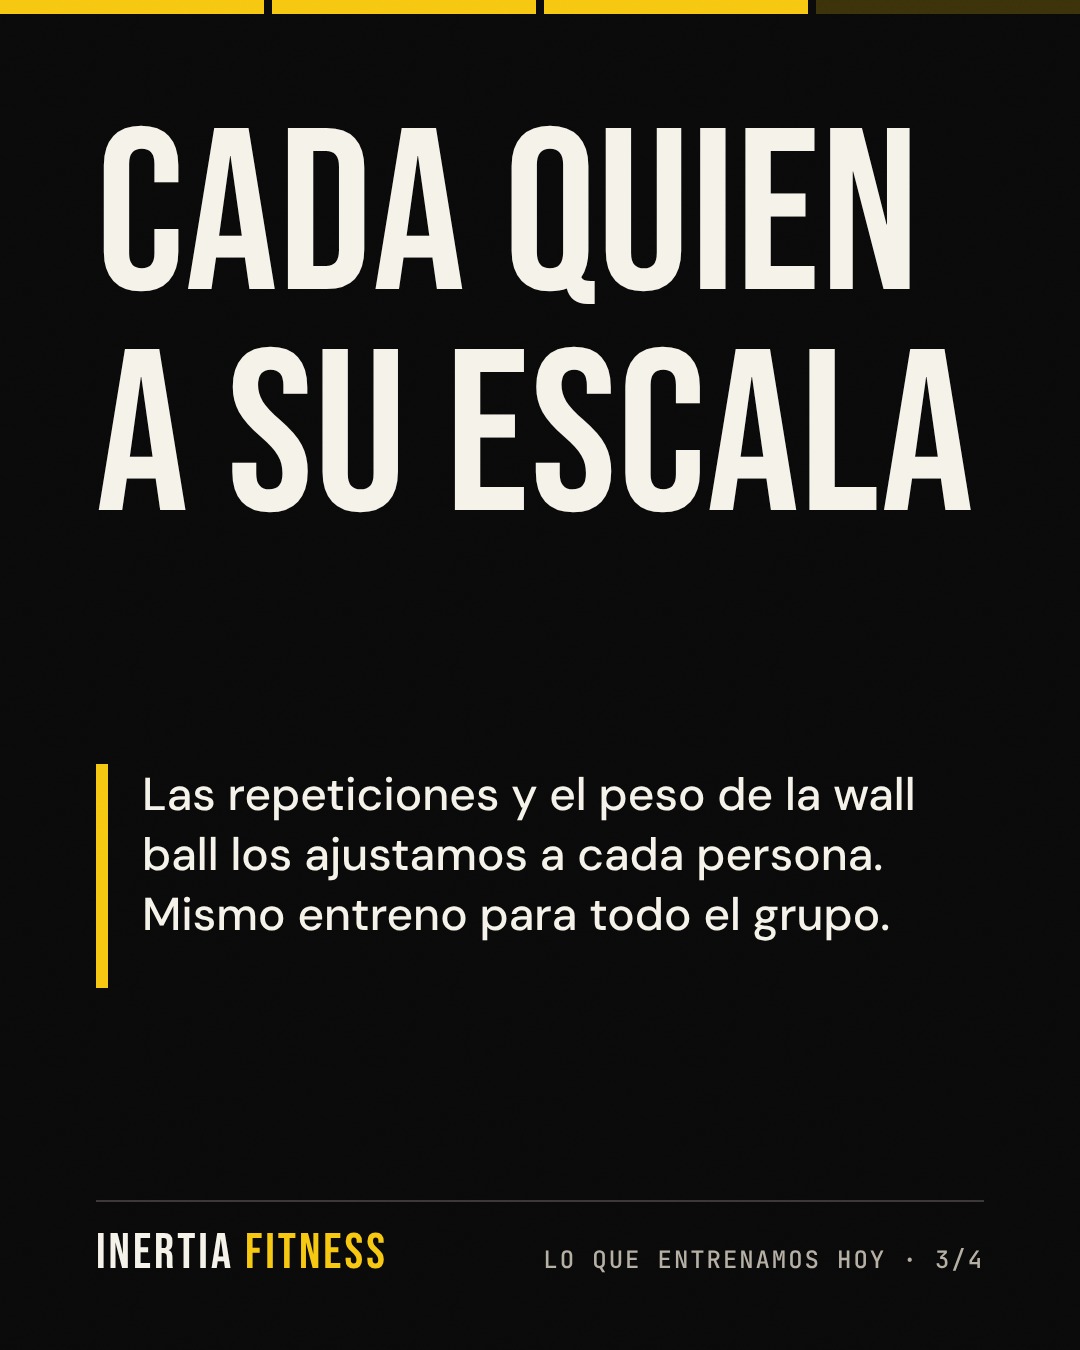 CADA QUIEN
A SU ESCALA
Las repeticiones y el peso de la wall
ball los ajustamos a cada persona.
Mismo entreno para todo el grupo.
INERTIA FITNESS
LO QUE ENTRENAMOS HOY · 3/4